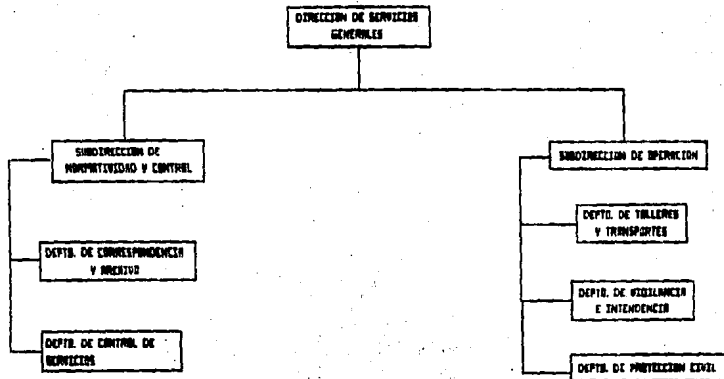 DIRECCION DE SERVICIOS
GENERALES
SUBDIRECCION DE
NORMATIVIDAD Y CONTROL
SUBDIRECCION DE OPERACION
DEPTO. DE TALLERES
Y TRANSPORTES
DEPTO. DE CORRESPONDENCIA
Y ARCHIVO
DEPTO. DE VIGILANCIA
E INTENDENCIA
DEPTO. DE CONTROL DE
SERVICIOS
DEPTO. DE PROTECCION CIVIL